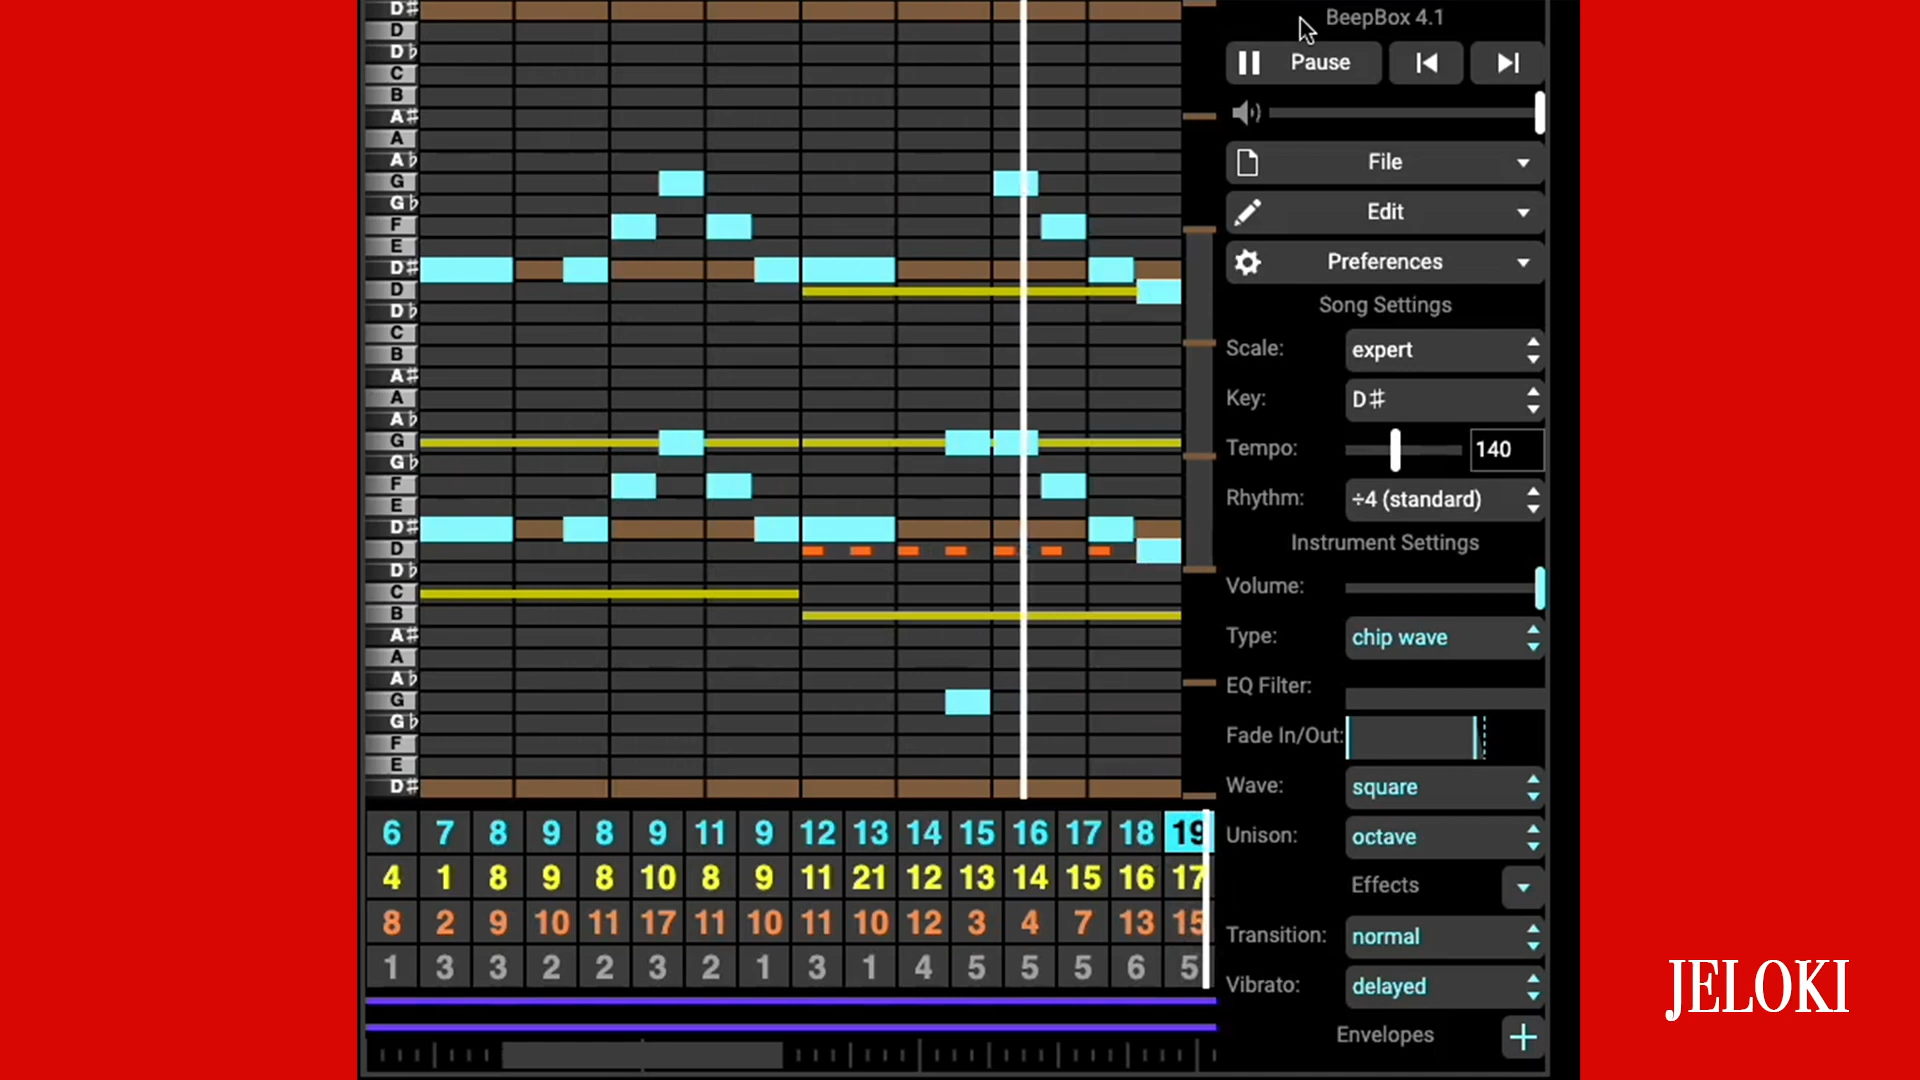 BeepBox 4.1
Pause
File
Edit
Preferences
Song Settings
Scale: expert
Key: D♯
Tempo: 140
Rhythm: ÷4 (standard)
Instrument Settings
Volume:
Type: chip wave
EQ Filter:
Fade In/Out:
Wave: square
Unison: octave
Effects
Transition: normal
Vibrato: delayed
Envelopes
D♯
D
D♭
C
B
A♯
A
A♭
G
G♭
F
E
D♯
D
D♭
C
B
A♯
A
A♭
G
G♭
F
E
D♯
D
D♭
C
B
A♯
A
A♭
G
G♭
F
E
D♯
6 7 8 9 8 9 11 9 12 13 14 15 16 17 18 19
4 1 8 9 8 10 8 9 11 21 12 13 14 15 16 17
8 2 9 10 11 17 11 10 11 10 12 3 4 7 13 15
1 3 3 2 2 3 2 1 3 1 4 5 5 5 6 5
JELOKI